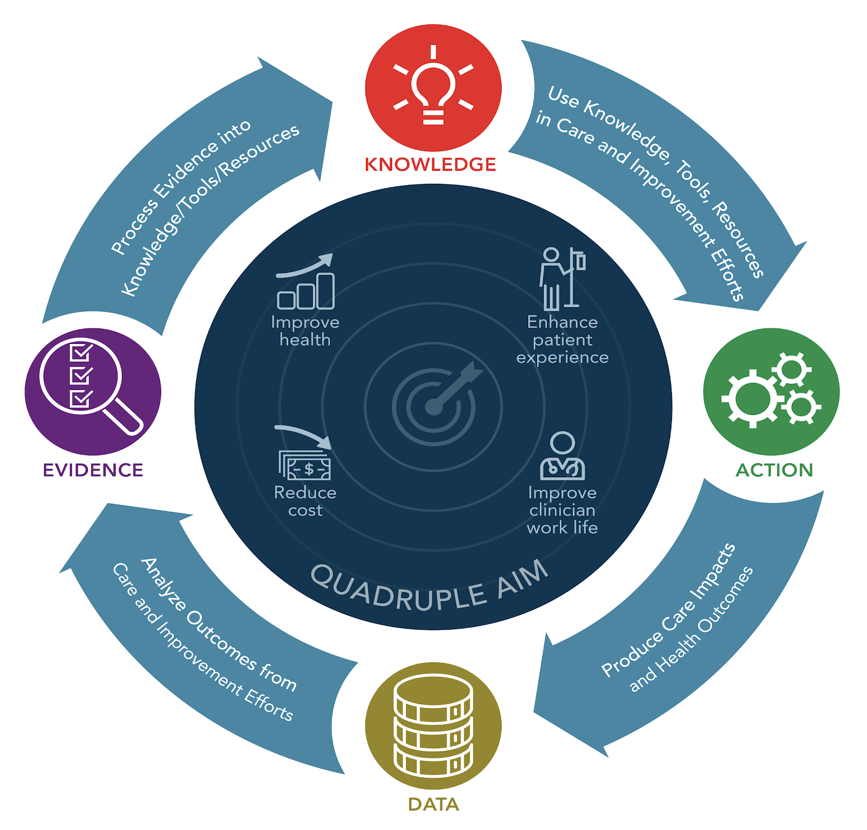 KNOWLEDGE
Use Knowledge, Tools, Resources
in Care and Improvement Efforts
ACTION
Produce Care Impacts
and Health Outcomes
DATA
Analyze Outcomes from
Care and Improvement Efforts
EVIDENCE
Process Evidence into
Knowledge/Tools/Resources
Improve
health
Enhance
patient
experience
$
Reduce
cost
Improve
clinician
work life
QUADRUPLE AIM